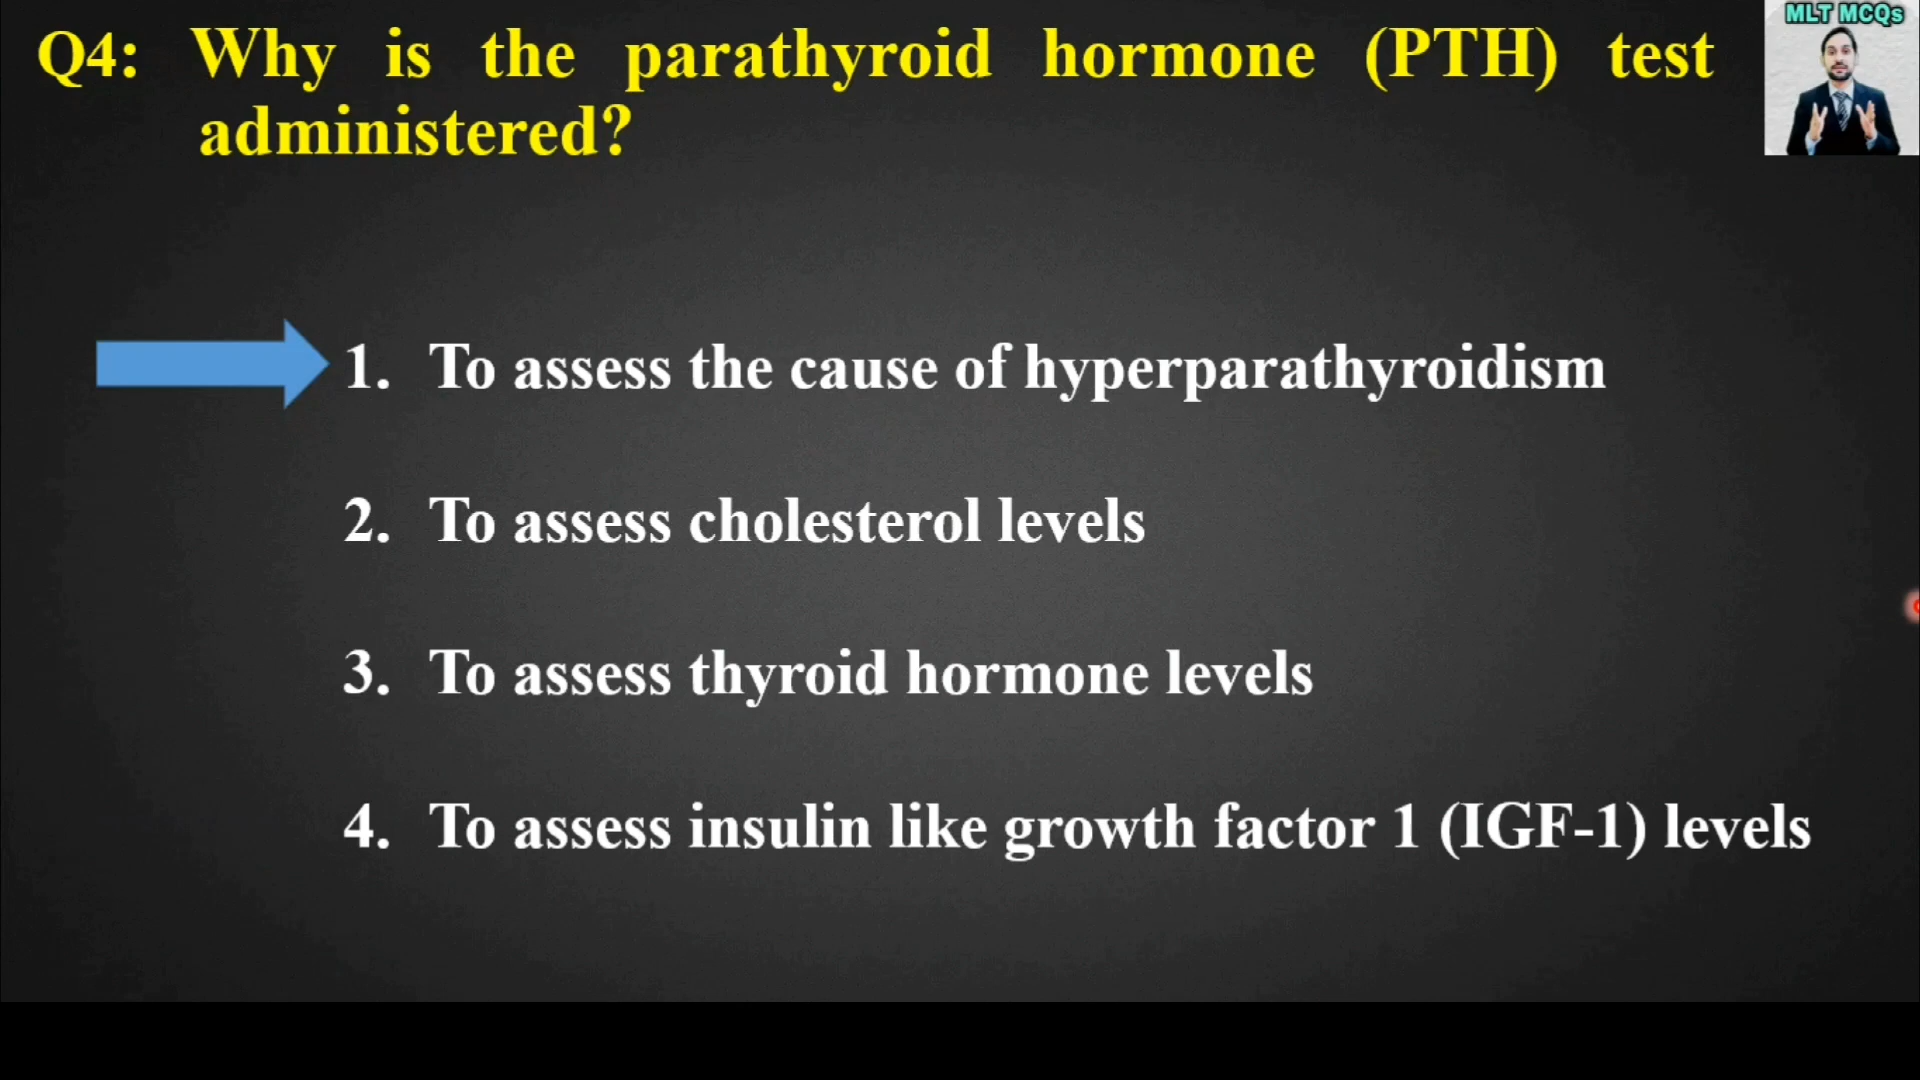 MLT MCQs
Q4: Why is the parathyroid hormone (PTH) test
administered?
1. To assess the cause of hyperparathyroidism
2. To assess cholesterol levels
3. To assess thyroid hormone levels
4. To assess insulin like growth factor 1 (IGF-1) levels